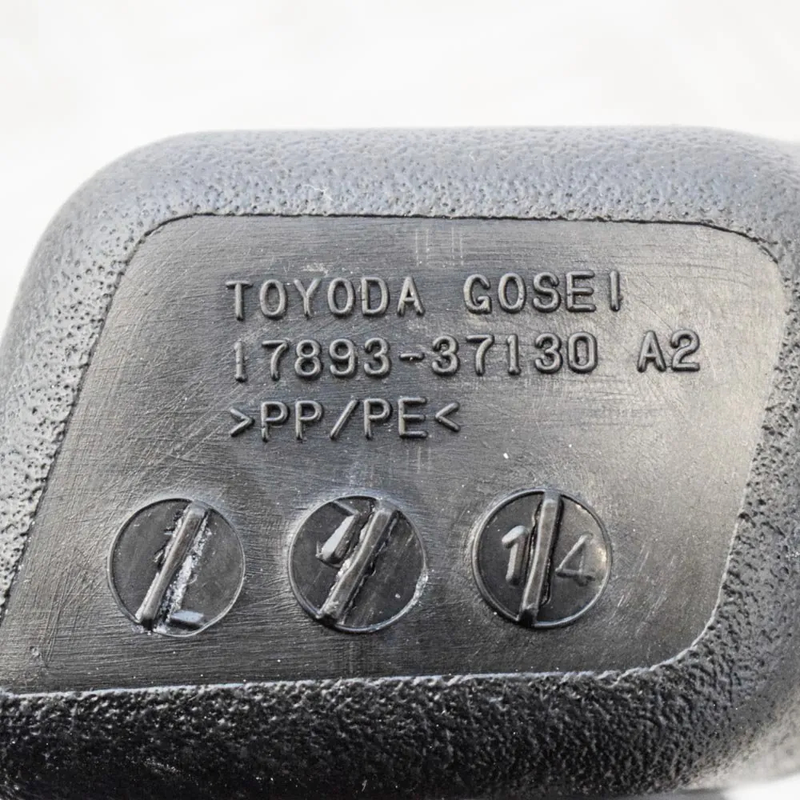 TOYODA GOSEI
17893-37130 A2
>PP/PE<
14